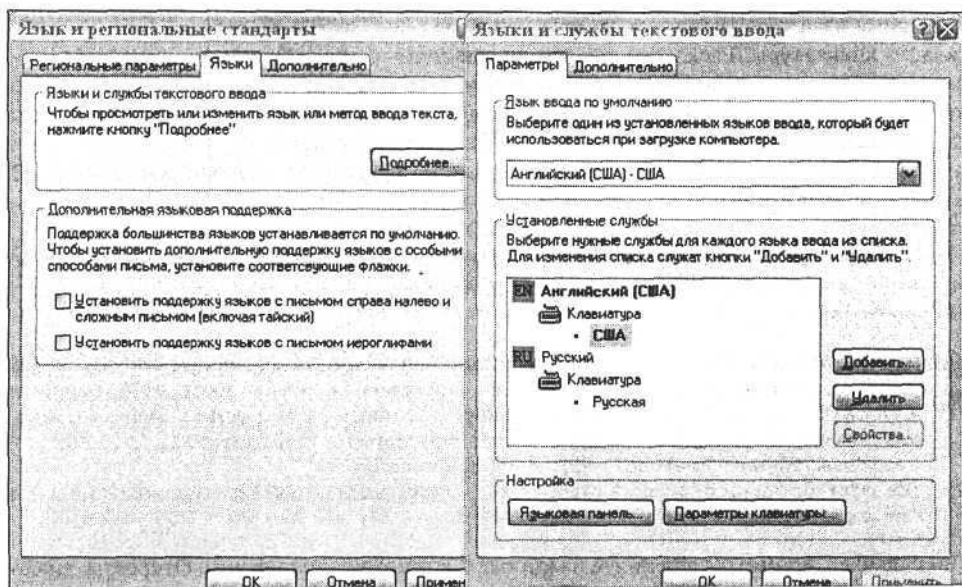 Язык и региональные стандарты
Региональные параметры
Языки
Дополнительно
Языки и службы текстового ввода
Чтобы просмотреть или изменить язык или метод ввода текста,
нажмите кнопку "Подробнее"
Подробнее...
Дополнительная языковая поддержка
Поддержка большинства языков устанавливается по умолчанию.
Чтобы установить дополнительную поддержку языков с особыми
способами письма, установите соответсвующие флажки.
Установить поддержку языков с письмом справа налево и
сложным письмом (включая тайский)
Установить поддержку языков с письмом иероглифами
OK
Отмена
Примен
Языки и службы текстового ввода
Параметры
Дополнительно
Язык ввода по умолчанию
Выберите один из установленных языков ввода, который будет
использоваться при загрузке компьютера.
Английский (США) - США
Установленные службы
Выберите нужные службы для каждого языка ввода из списка.
Для изменения списка служат кнопки "Добавить" и "Удалить".
EN Английский (США)
Клавиатура
• США
RU Русский
Клавиатура
• Русская
Добавить...
Удалить
Свойства...
Настройка
Языковая панель...
Параметры клавиатуры...
OK
Отмена
Применить